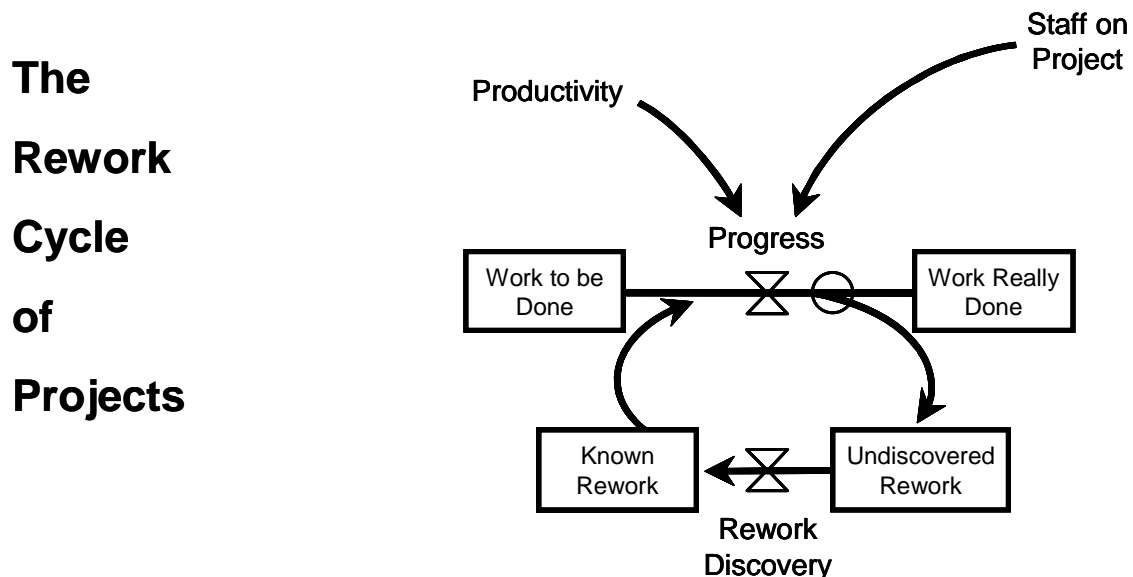 The
Rework
Cycle
of
Projects
Staff on
Project
Productivity
Progress
Work to be
Done
Work Really
Done
Known
Rework
Undiscovered
Rework
Rework
Discovery